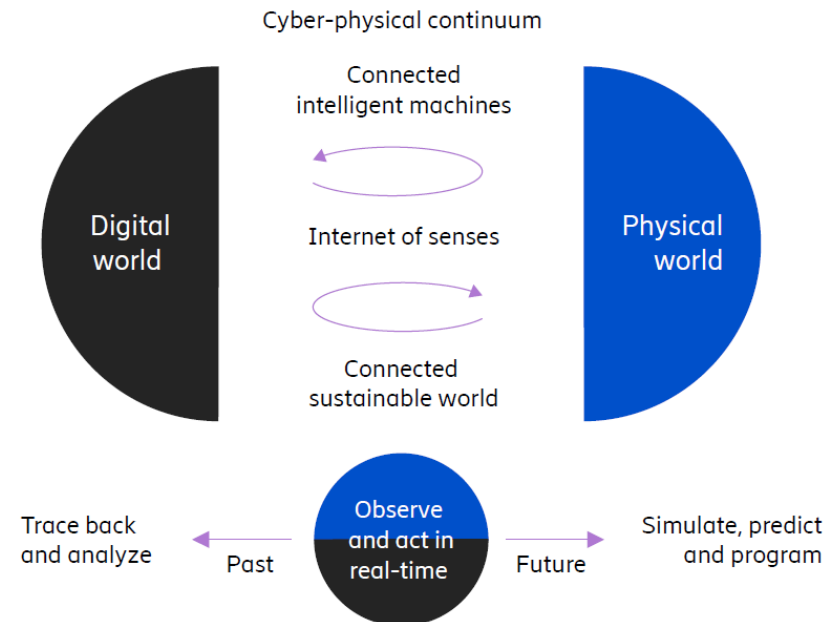 Cyber-physical continuum
Connected
intelligent machines
Digital
world
Internet of senses
Physical
world
Connected
sustainable world
Trace back
and analyze
Past
Observe
and act in
real-time
Future
Simulate, predict
and program